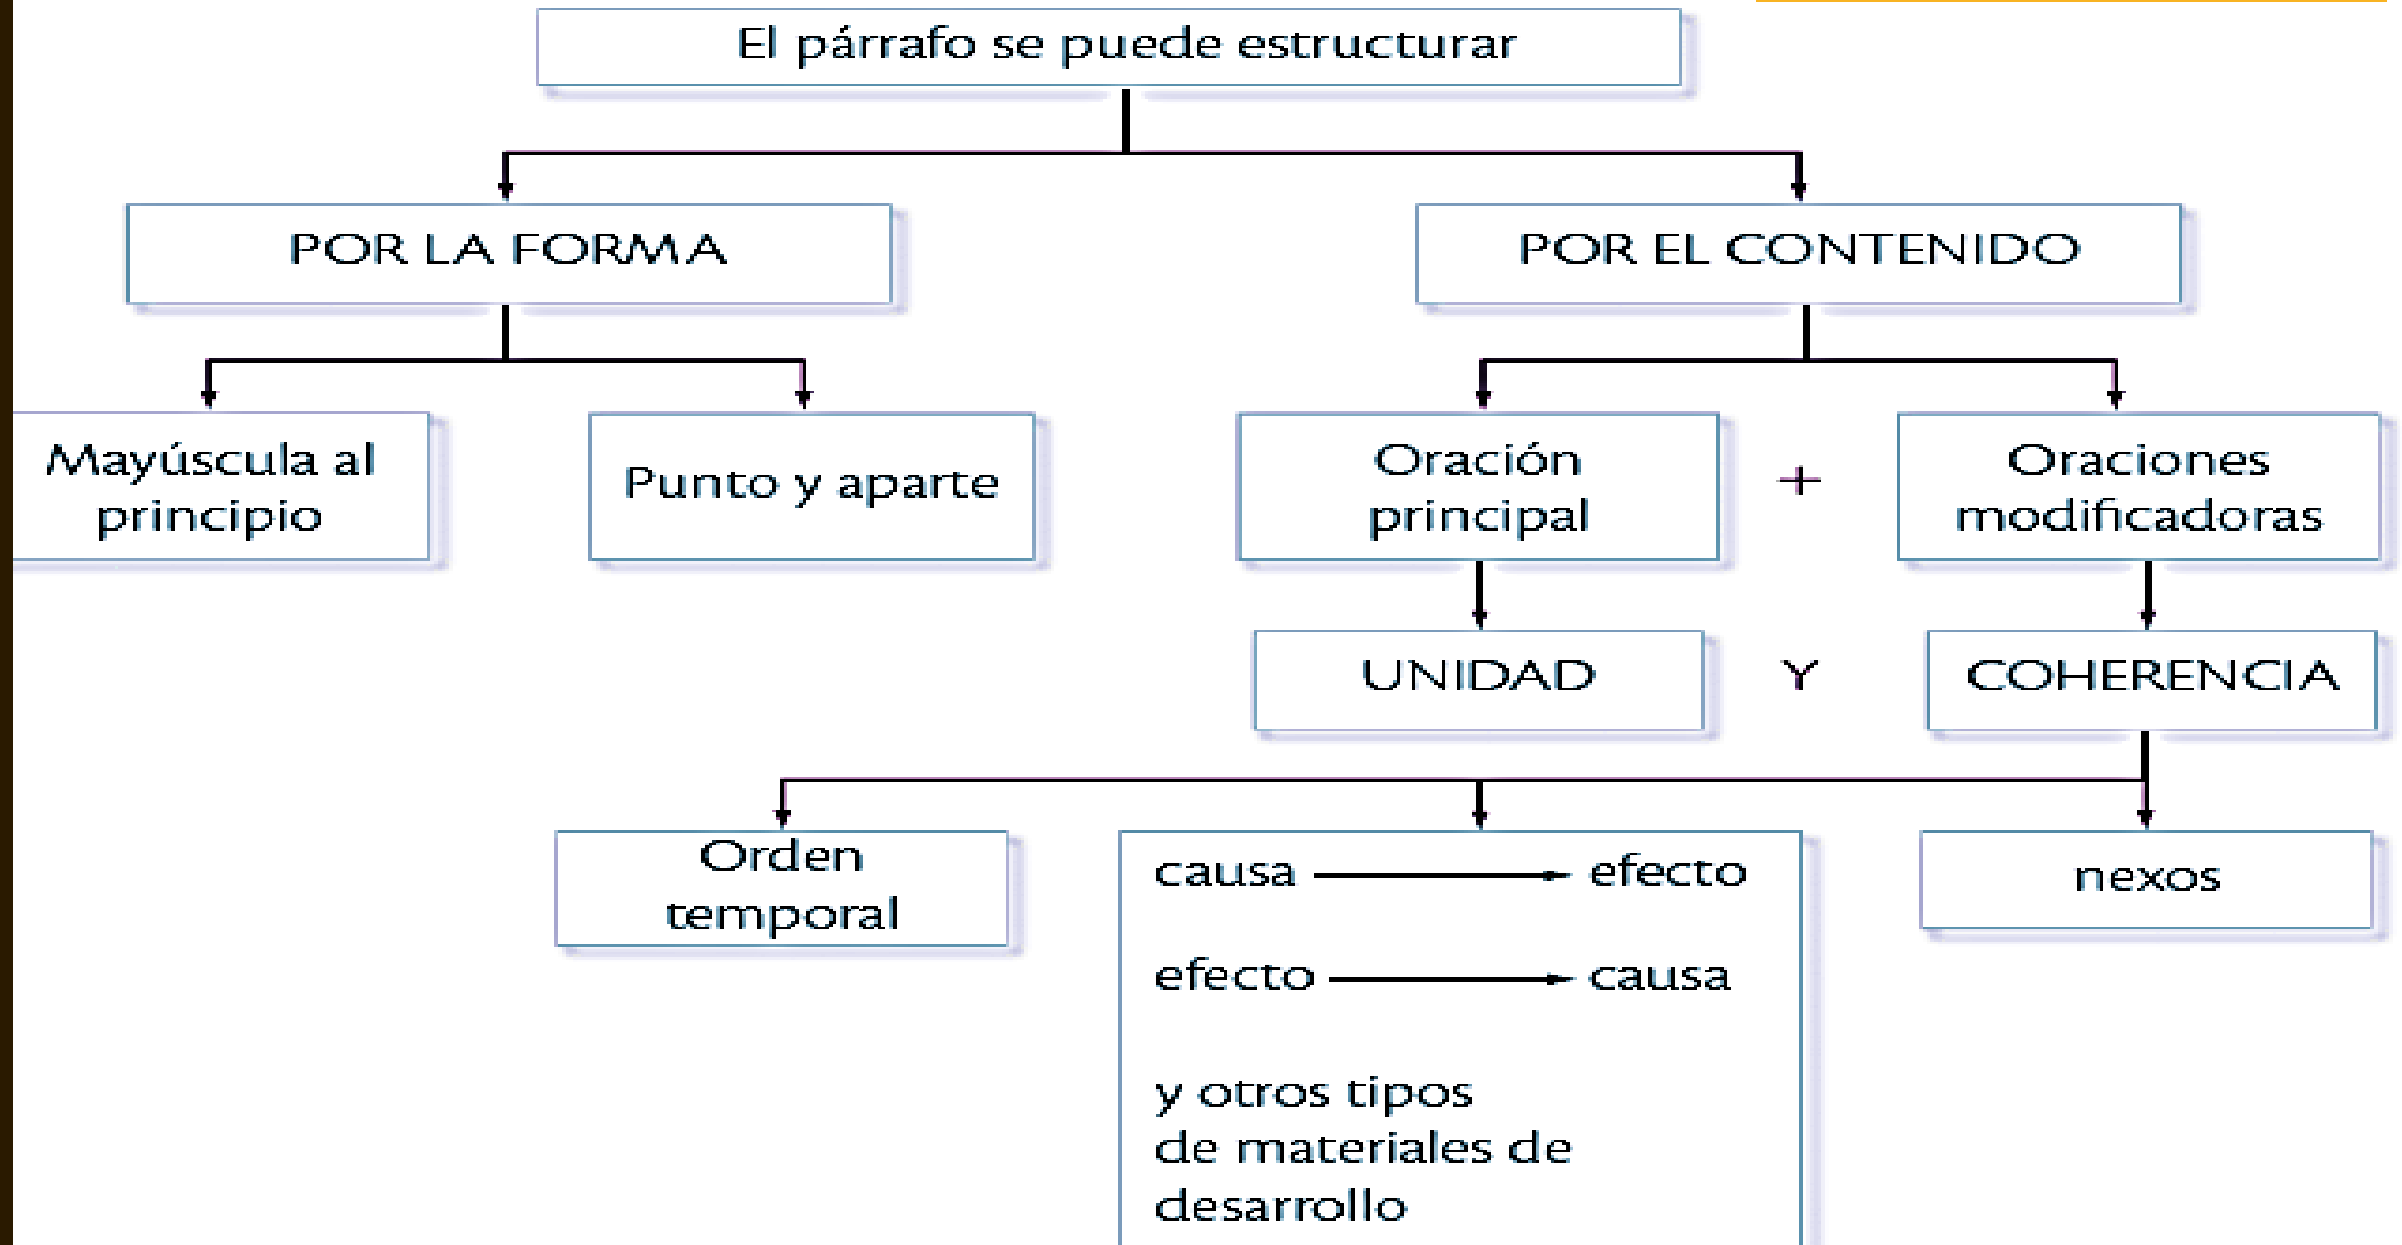 El párrafo se puede estructurar
POR LA FORMA
POR EL CONTENIDO
Mayúscula al
principio
Punto y aparte
Oración
principal
+
Oraciones
modificadoras
UNIDAD
Y
COHERENCIA
Orden
temporal
causa efecto
efecto causa
y otros tipos
de materiales de
desarrollo
nexos